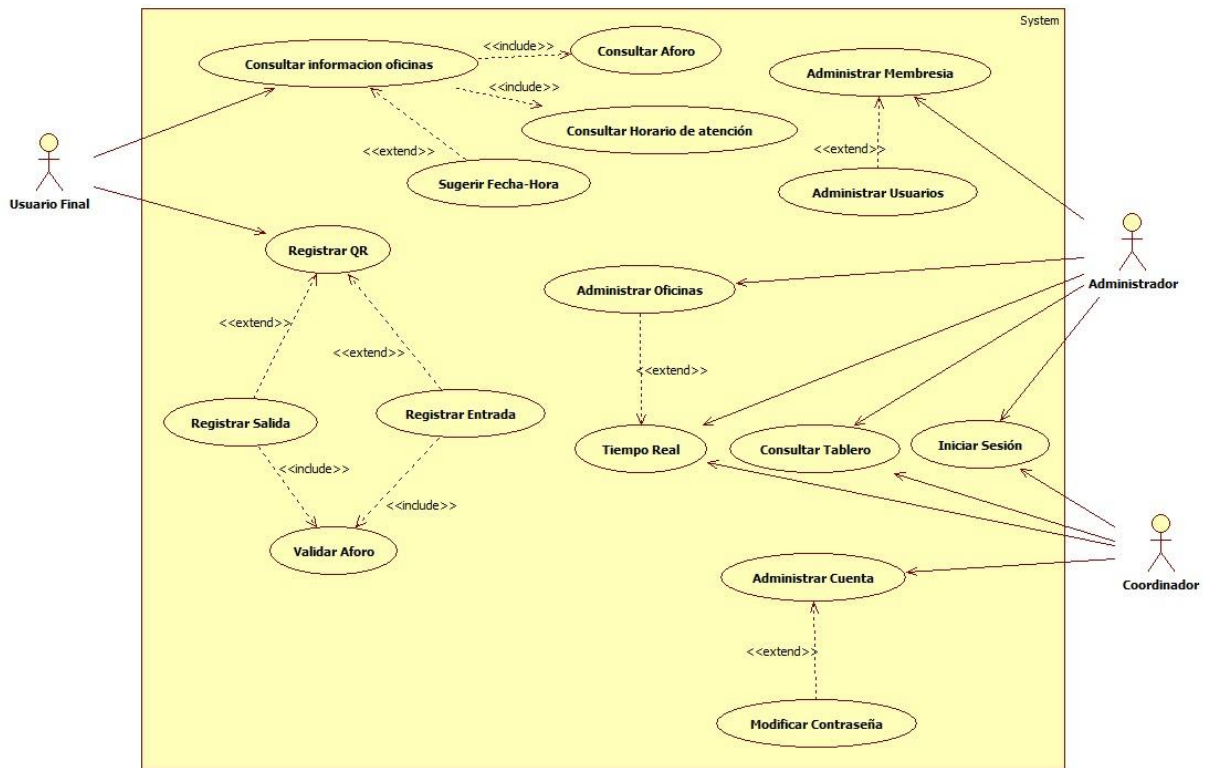 System
<<include>>
Consultar Aforo
Consultar informacion oficinas
Administrar Membresia
<<include>>
Consultar Horario de atención
<<extend>>
<<extend>>
Sugerir Fecha-Hora
Administrar Usuarios
Usuario Final
Registrar QR
Administrar Oficinas
Administrador
<<extend>>
<<extend>>
<<extend>>
Registrar Salida
Registrar Entrada
Tiempo Real
Consultar Tablero
Iniciar Sesión
<<include>>
<<include>>
Validar Aforo
Administrar Cuenta
Coordinador
<<extend>>
Modificar Contraseña